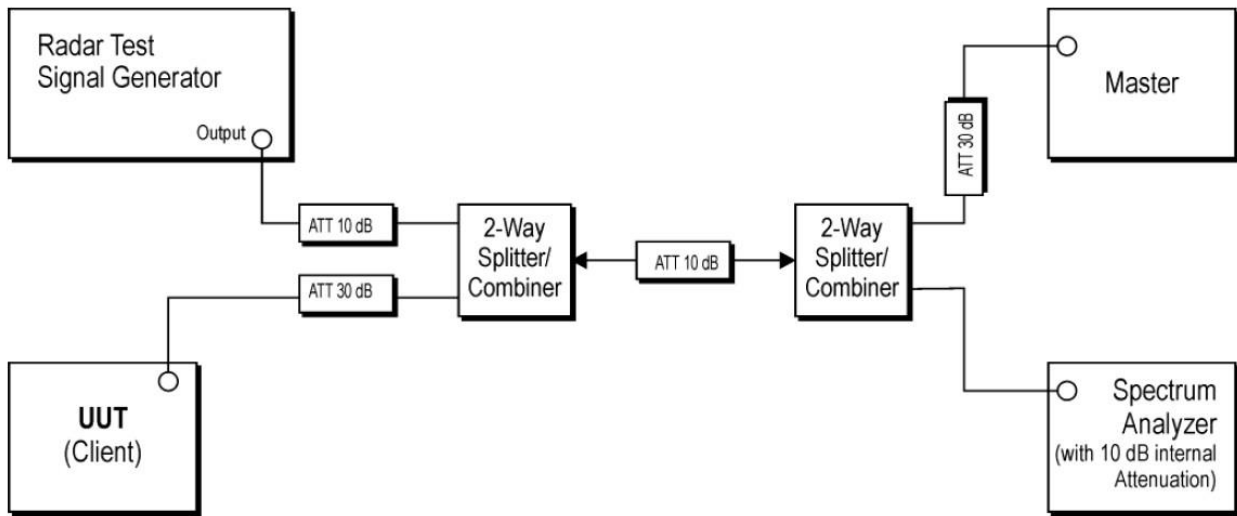 Radar Test
Signal Generator
Output
Master
ATT 30 dB
ATT 10 dB
2-Way
Splitter/
Combiner
ATT 10 dB
2-Way
Splitter/
Combiner
ATT 30 dB
UUT
(Client)
Spectrum
Analyzer
(with 10 dB internal
Attenuation)